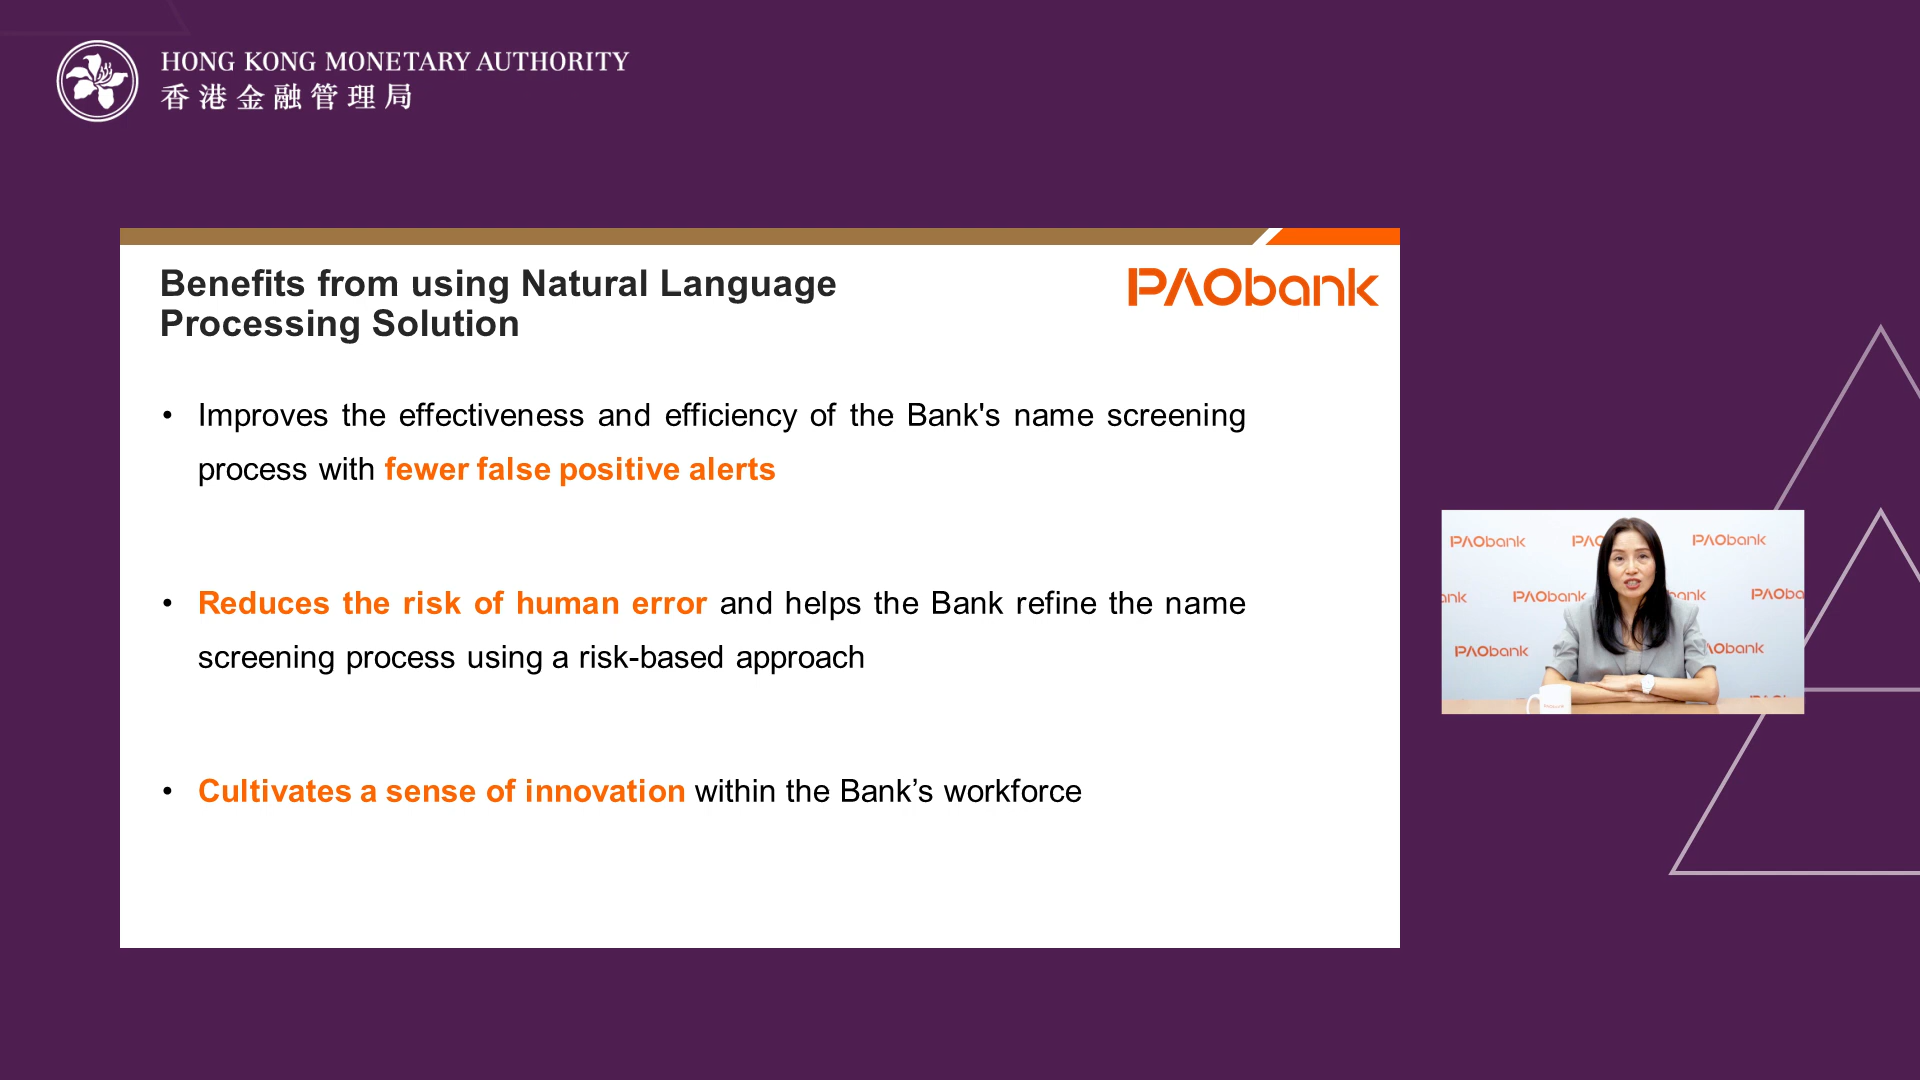 HONG KONG MONETARY AUTHORITY
香港金融管理局
Benefits from using Natural Language
Processing Solution
PAObank
• Improves the effectiveness and efficiency of the Bank's name screening
process with fewer false positive alerts
• Reduces the risk of human error and helps the Bank refine the name
screening process using a risk-based approach
• Cultivates a sense of innovation within the Bank’s workforce
PAObank
PAO
PAObank
ank
PAObank
bank
PAOba
PAObank
AObank